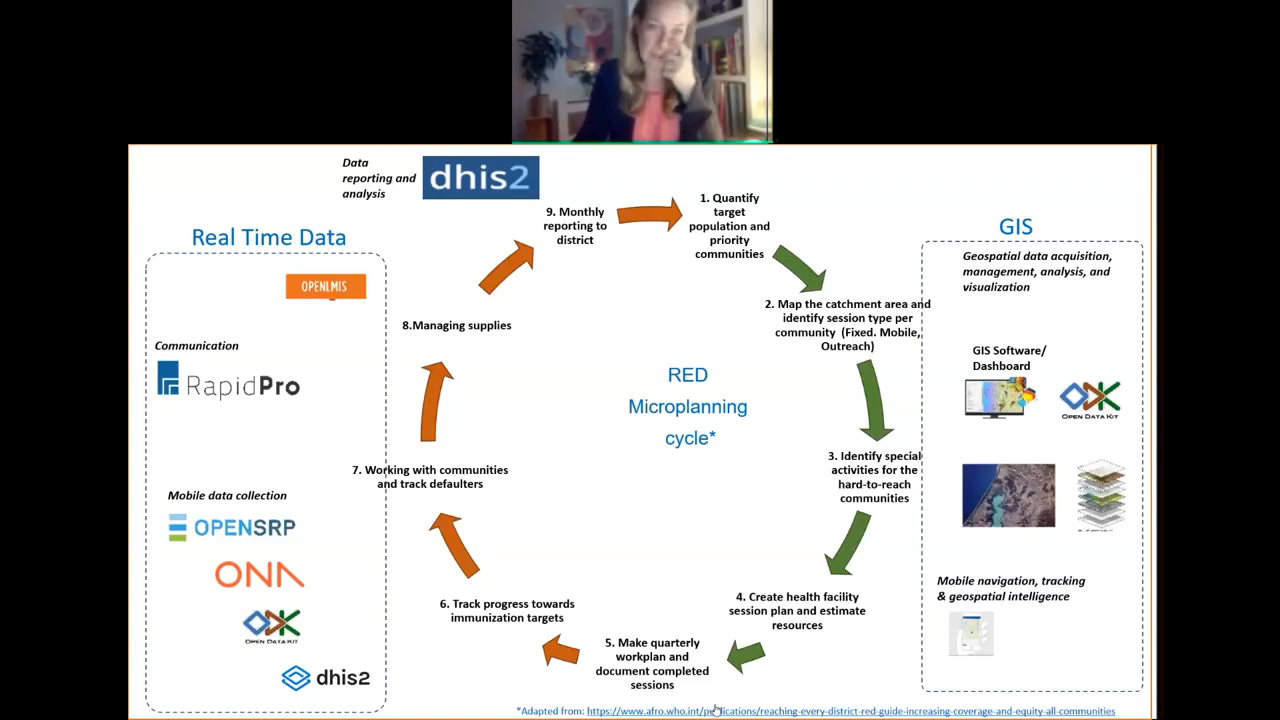 Data
reporting and
analysis
dhis2
Real Time Data
OPENLMIS
Communication
RapidPro
Mobile data collection
OPENSRP
ONA
OPEN DATA KIT
dhis2
RED
Microplanning
cycle*
1. Quantify
target
population and
priority
communities
2. Map the catchment area and
identify session type per
community (Fixed. Mobile,
Outreach)
3. Identify special
activities for the
hard-to-reach
communities
4. Create health facility
session plan and estimate
resources
5. Make quarterly
workplan and
document completed
sessions
6. Track progress towards
immunization targets
7. Working with communities
and track defaulters
8.Managing supplies
9. Monthly
reporting to
district
GIS
Geospatial data acquisition,
management, analysis, and
visualization
GIS Software/
Dashboard
OPEN DATA KIT
Mobile navigation, tracking
& geospatial intelligence
*Adapted from: https://www.afro.who.int/publications/reaching-every-district-red-guide-increasing-coverage-and-equity-all-communities